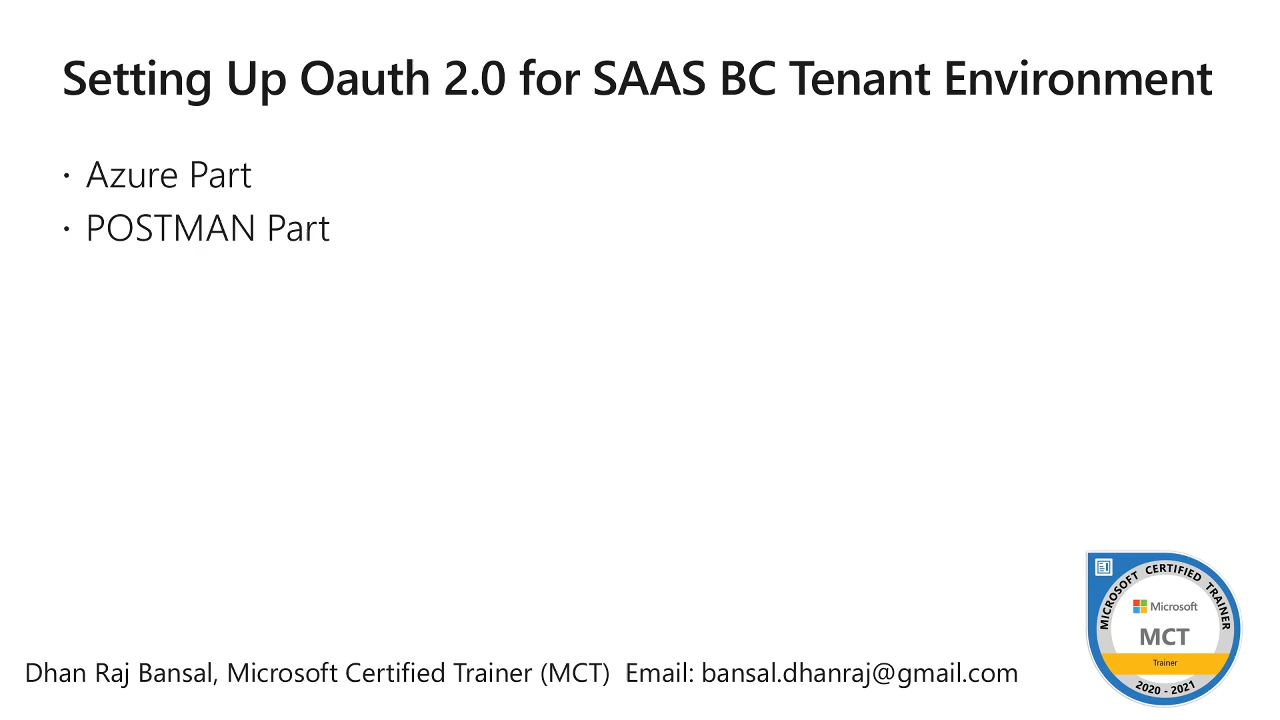 Setting Up Oauth 2.0 for SAAS BC Tenant Environment
· Azure Part
· POSTMAN Part
MICROSOFT CERTIFIED TRAINER
Microsoft
MCT
Trainer
2020 - 2021
Dhan Raj Bansal, Microsoft Certified Trainer (MCT) Email: bansal.dhanraj@gmail.com